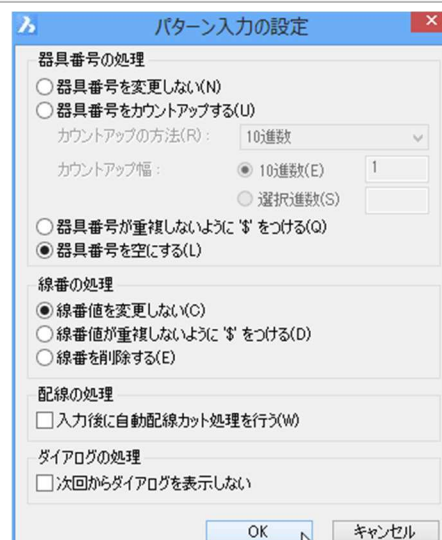 パターン入力の設定
器具番号の処理
器具番号を変更しない(N)
器具番号をカウントアップする(U)
カウントアップの方法(R): 10進数
カウントアップ幅: 10進数(E) 1
選択進数(S)
器具番号が重複しないように '$' をつける(Q)
器具番号を空にする(L)
線番の処理
線番値を変更しない(C)
線番値が重複しないように '$' をつける(D)
線番を削除する(E)
配線の処理
入力後に自動配線カット処理を行う(W)
ダイアログの処理
次回からダイアログを表示しない
OK キャンセル